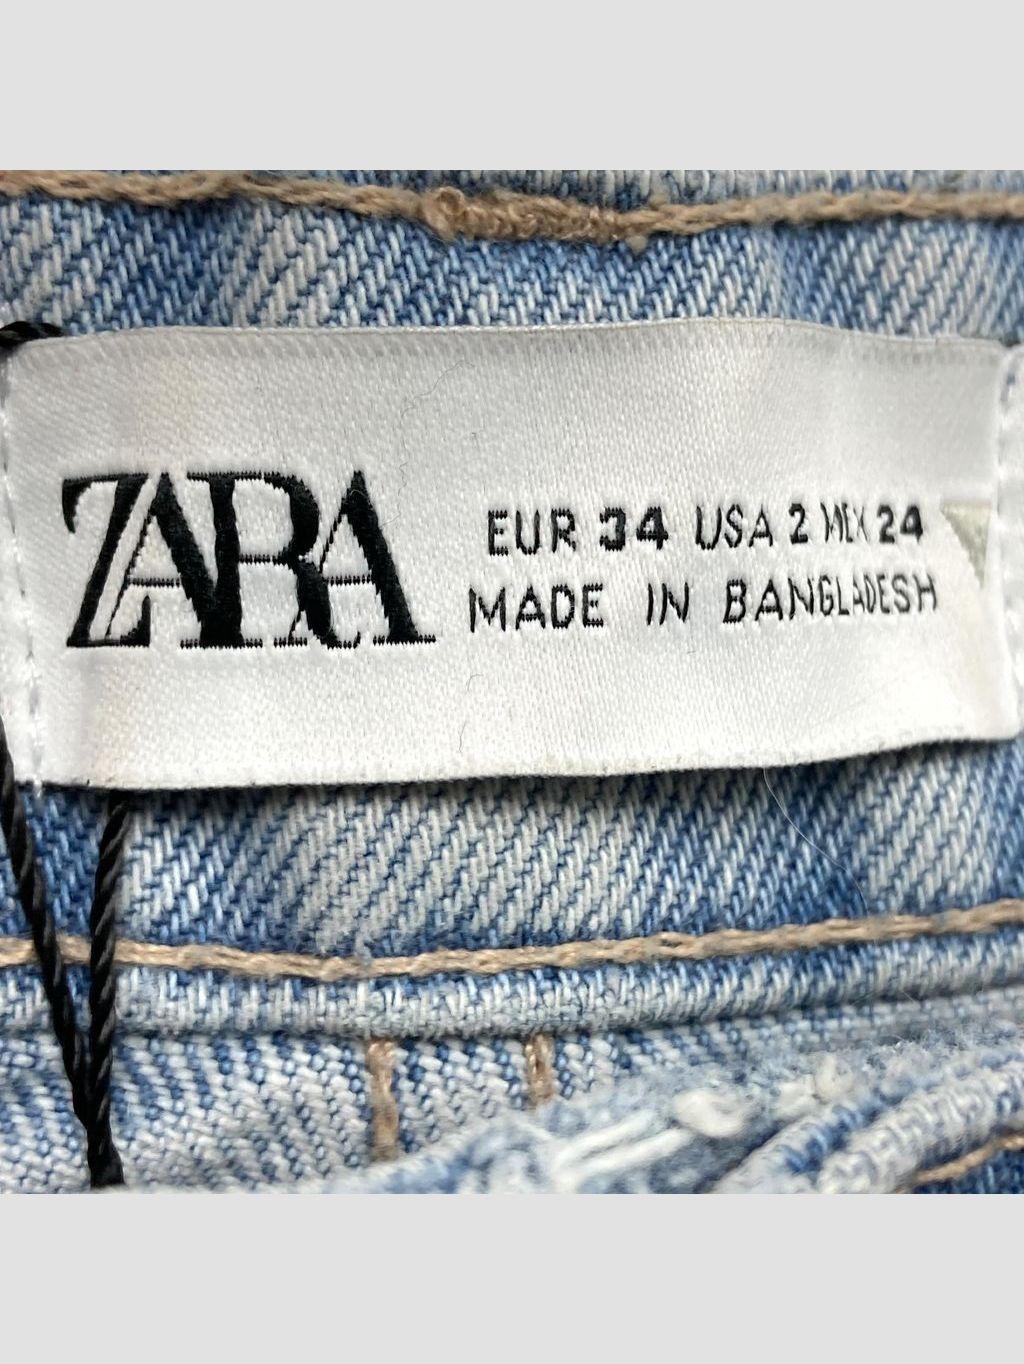 ZARA
EUR 34 USA 2 MEX 24
MADE IN BANGLADESH